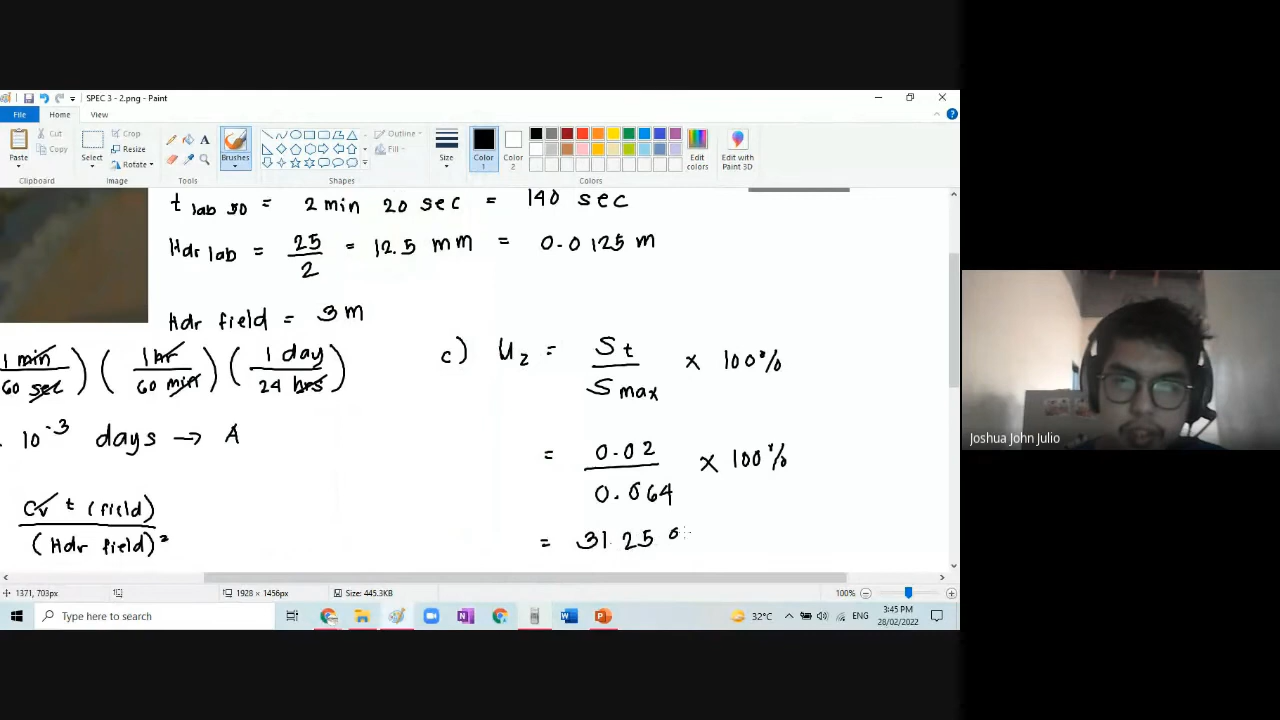 SPEC 3 - 2.png - Paint
File Home View
Paste
Cut
Copy
Clipboard
Select
Crop
Resize
Rotate
Image
A
Tools
Brushes
Outline
Fill
Shapes
Size
Color 1
Color 2
Edit colors
Colors
Edit with Paint 3D
t lab 50 = 2 min 20 sec = 140 sec
Hdr lab = 25/2 = 12.5 mm = 0.0125 m
Hdr field = 3 m
1 min/60 sec ) ( 1 hr/60 min ) ( 1 day/24 hrs )
10^-3 days → A
Cv t (field)/(Hdr field)²
c) Uz = St/Smax x 100%
= 0.02/0.064 x 100%
= 31.25
Joshua John Julio
1371, 703px
1928 × 1456px
Size: 445.3KB
100%
Type here to search
32°C
ENG
3:45 PM
28/02/2022